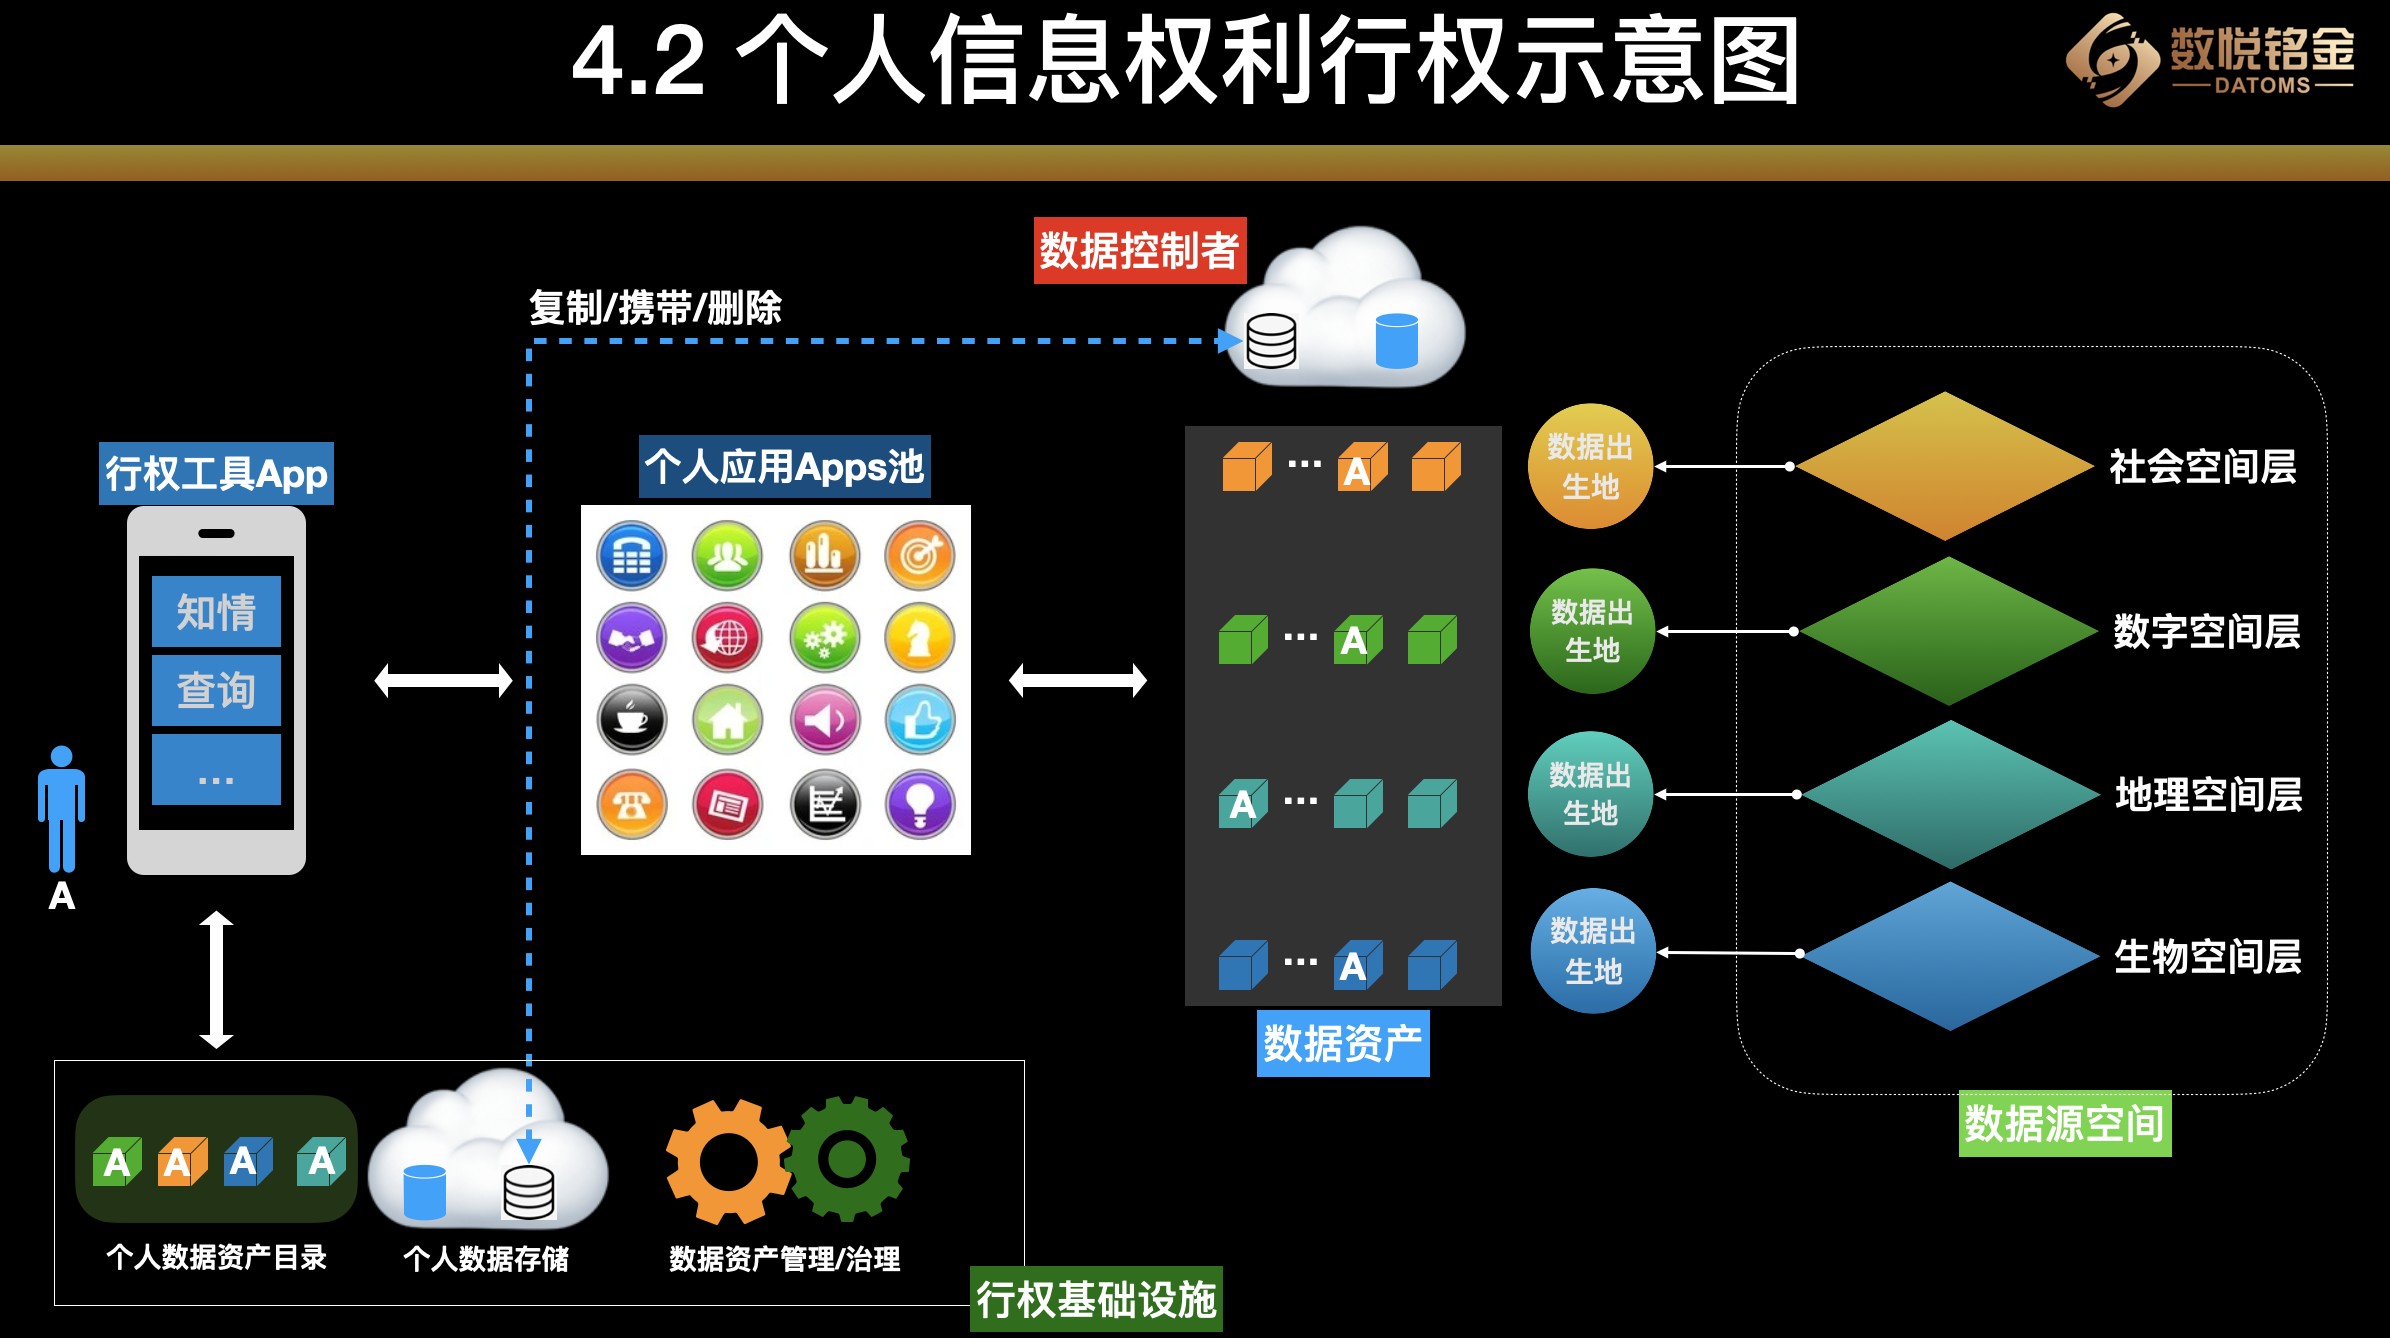 4.2 个人信息权利行权示意图
数悦铭金
DATOMS
数据控制者
复制/携带/删除
行权工具App
知情
查询
...
A
个人应用Apps池
... A
... A
A ...
... A
数据资产
数据出
生地
数据出
生地
数据出
生地
数据出
生地
社会空间层
数字空间层
地理空间层
生物空间层
数据源空间
A A A A
个人数据资产目录
个人数据存储
数据资产管理/治理
行权基础设施